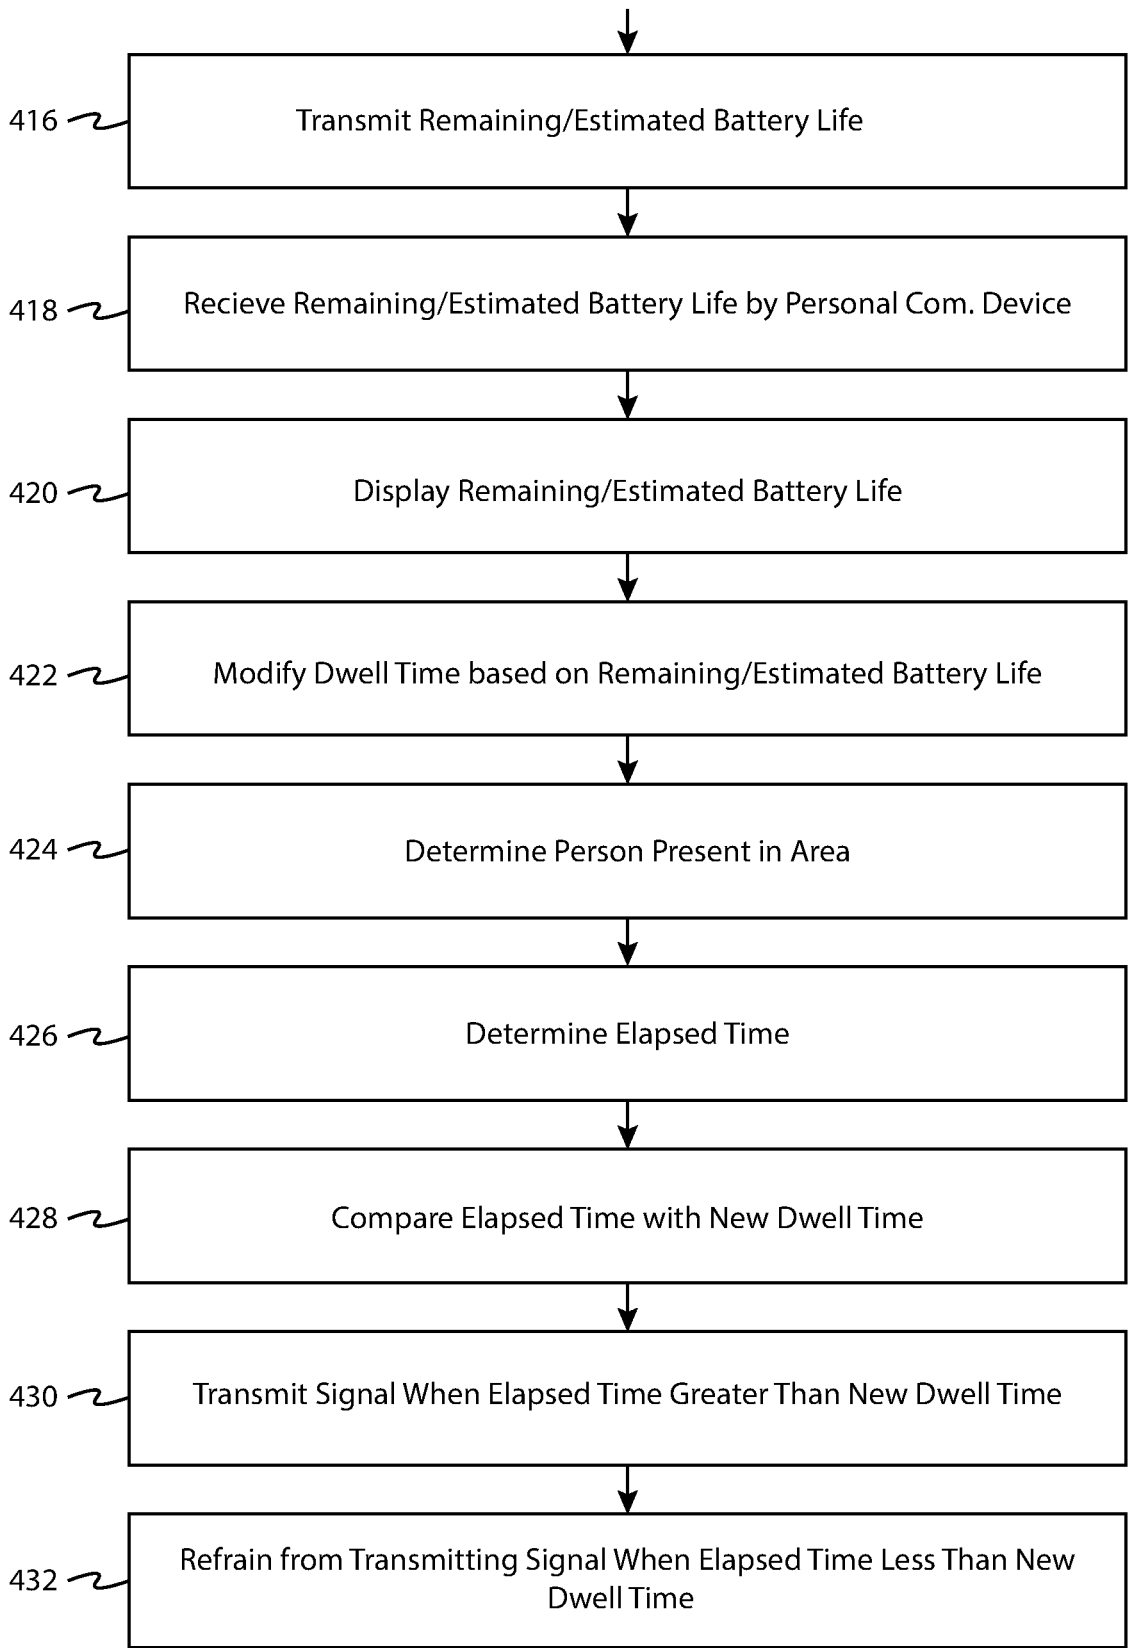 416
Transmit Remaining/Estimated Battery Life
418
Recieve Remaining/Estimated Battery Life by Personal Com. Device
420
Display Remaining/Estimated Battery Life
422
Modify Dwell Time based on Remaining/Estimated Battery Life
424
Determine Person Present in Area
426
Determine Elapsed Time
428
Compare Elapsed Time with New Dwell Time
430
Transmit Signal When Elapsed Time Greater Than New Dwell Time
432
Refrain from Transmitting Signal When Elapsed Time Less Than New
Dwell Time